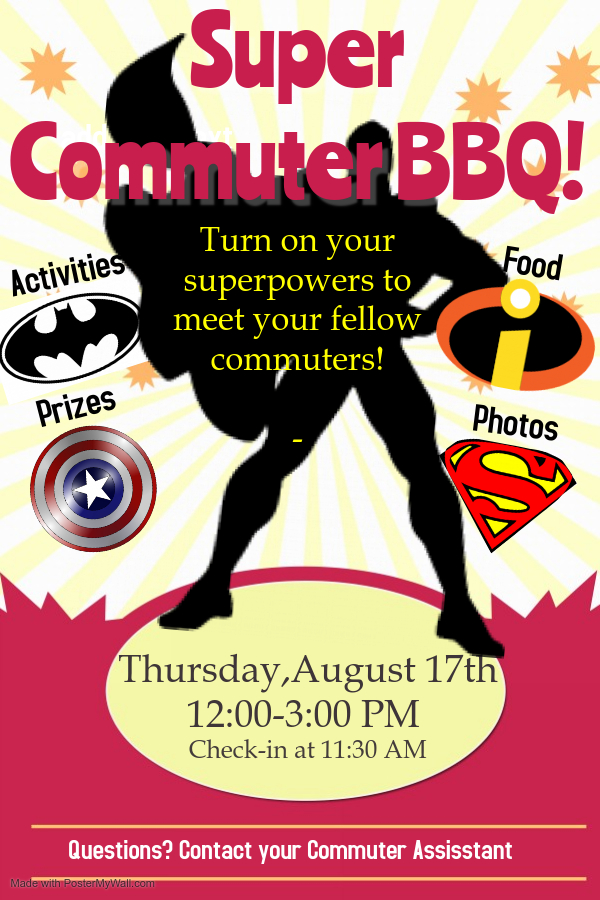 Super
Commuter BBQ!
Turn on your
superpowers to
meet your fellow
commuters!
-
Activities
Food
Prizes
Photos
Thursday,August 17th
12:00-3:00 PM
Check-in at 11:30 AM
Questions? Contact your Commuter Assisstant
Made with PosterMyWall.com